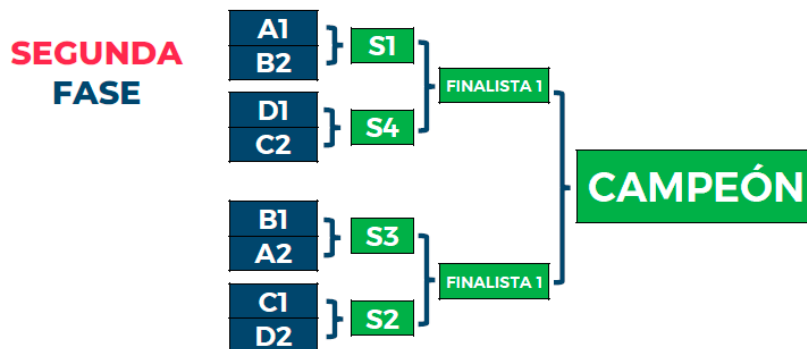 SEGUNDA
FASE
A1
B2
S1
D1
C2
S4
FINALISTA 1
B1
A2
S3
C1
D2
S2
FINALISTA 1
CAMPEÓN